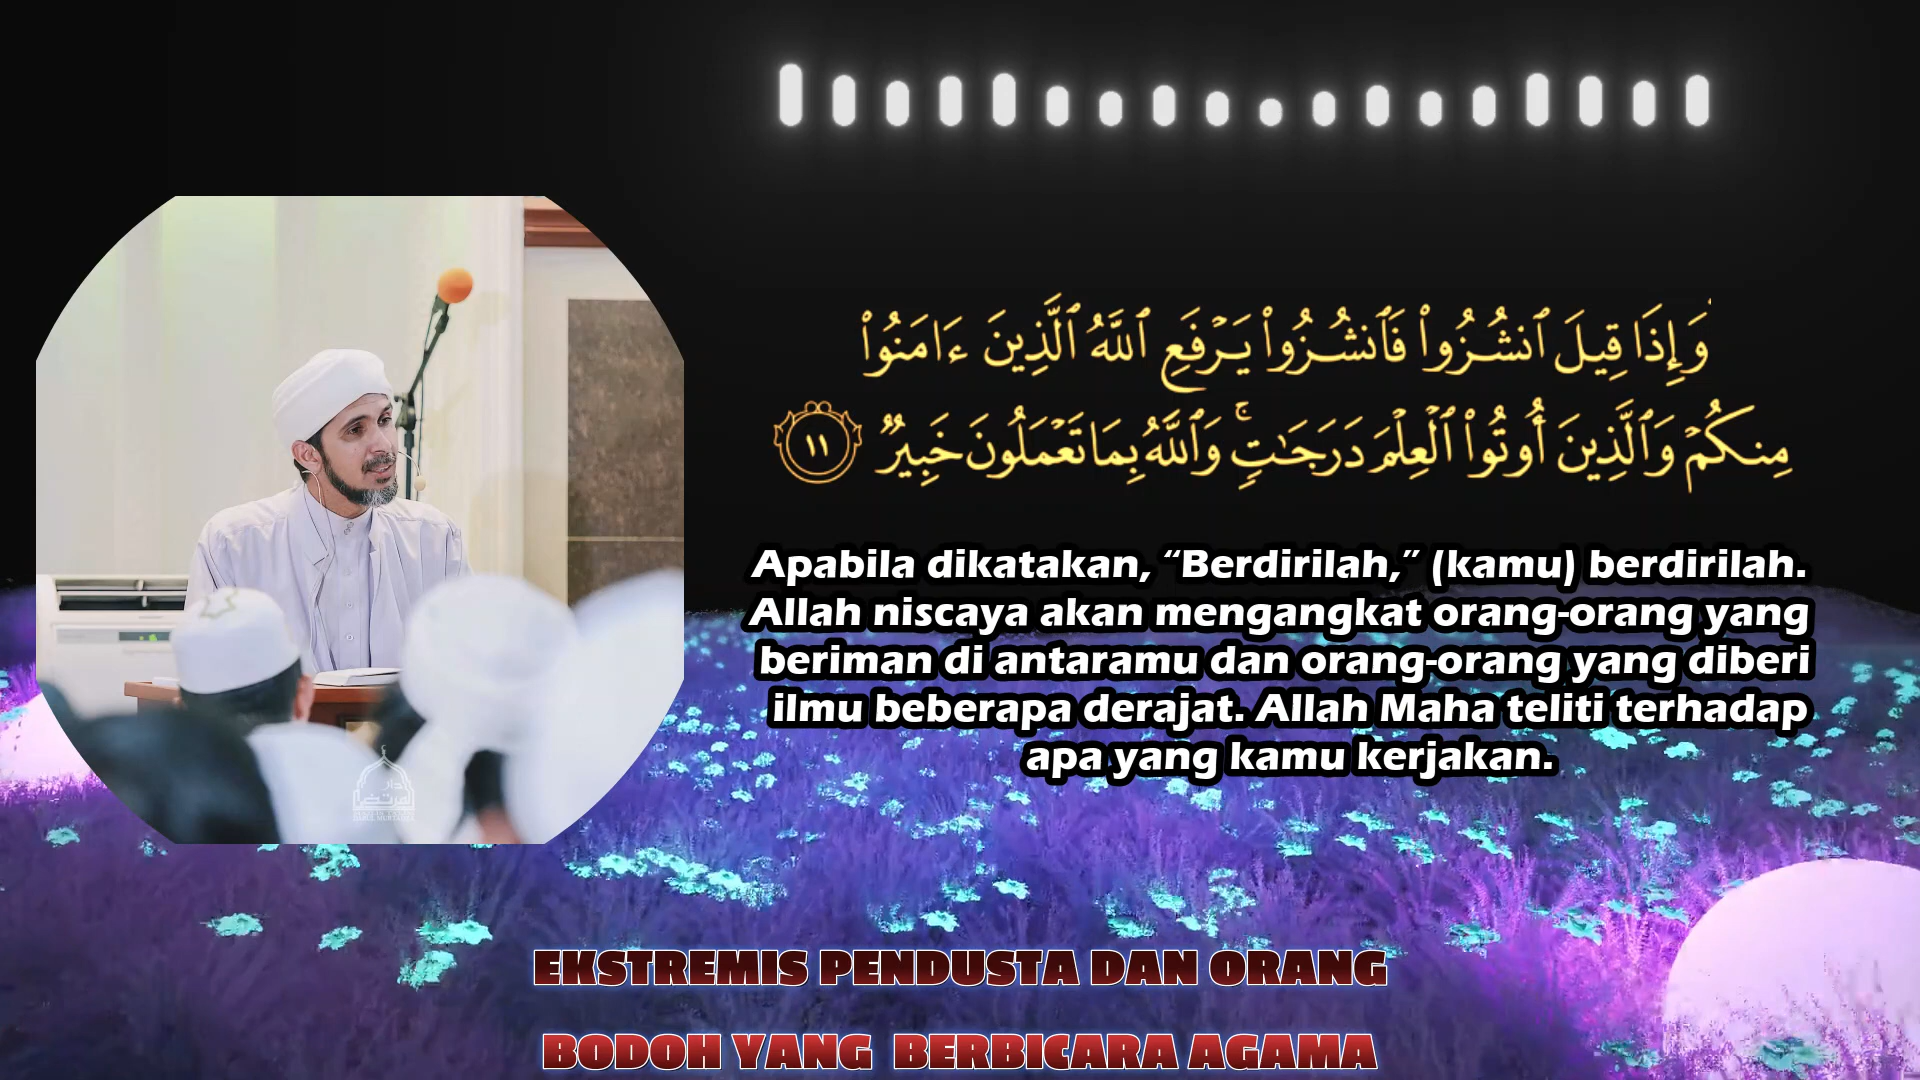 وَإِذَا قِيلَ ٱنشُزُوا۟ فَٱنشُزُوا۟ يَرْفَعِ ٱللَّهُ ٱلَّذِينَ ءَامَنُوا۟
مِنكُمْ وَٱلَّذِينَ أُوتُوا۟ ٱلْعِلْمَ دَرَجَـٰتٍ ۚ وَٱللَّهُ بِمَا تَعْمَلُونَ خَبِيرٌ ١١
Apabila dikatakan, “Berdirilah,” (kamu) berdirilah.
Allah niscaya akan mengangkat orang-orang yang
beriman di antaramu dan orang-orang yang diberi
ilmu beberapa derajat. Allah Maha teliti terhadap
apa yang kamu kerjakan.
دار
المرتضى
EKSTREMIS PENDUSTA DAN ORANG
BODOH YANG BERBICARA AGAMA